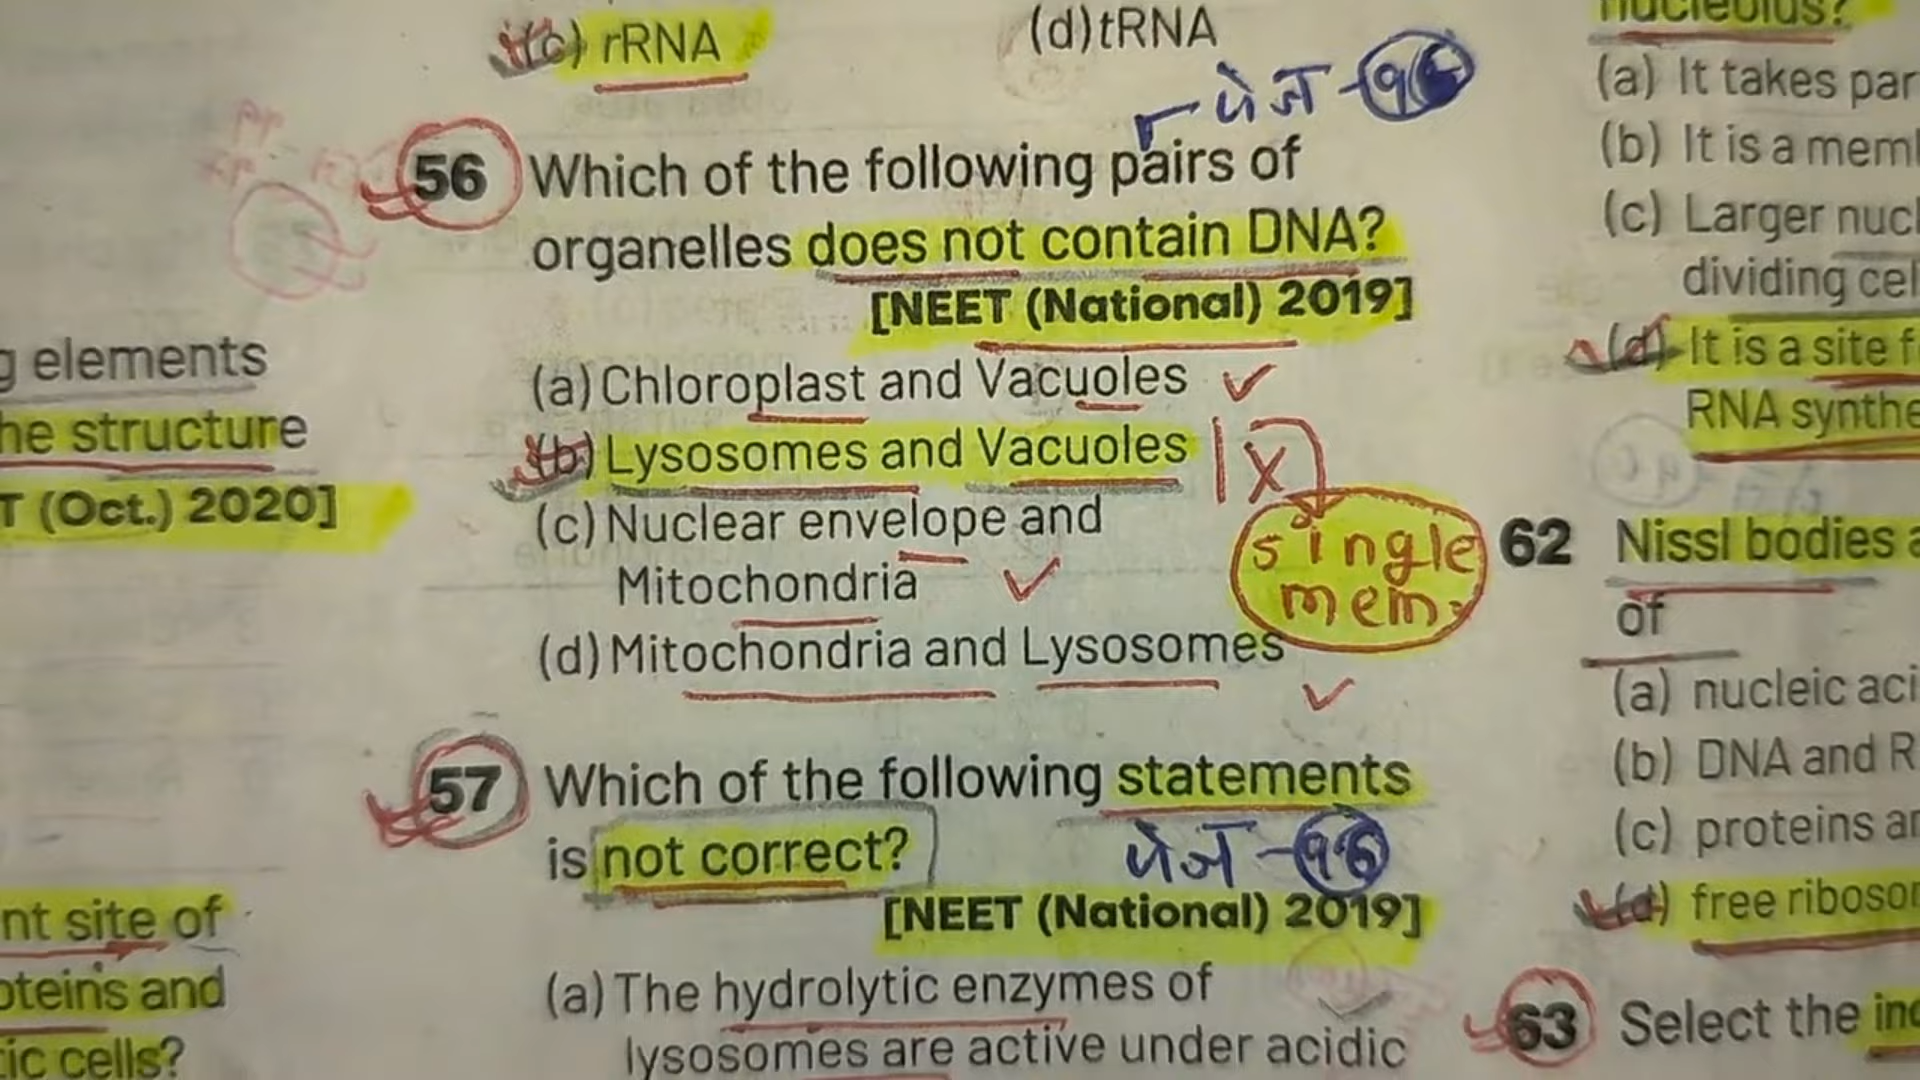 g elements
he structure
T (Oct.) 2020]
nt site of
oteins and
ic cells?
(c) rRNA
(d) tRNA
पेज -
56 Which of the following pairs of
organelles does not contain DNA?
[NEET (National) 2019]
(a) Chloroplast and Vacuoles
(b) Lysosomes and Vacuoles
(c) Nuclear envelope and
Mitochondria
(d) Mitochondria and Lysosomes
single
mem.
57 Which of the following statements
is not correct?
पेज - 96
[NEET (National) 2019]
(a) The hydrolytic enzymes of
lysosomes are active under acidic
nucleolus?
(a) It takes par
(b) It is a mem
(c) Larger nucl
dividing cel
(d) It is a site f
RNA synthe
62 Nissl bodies a
of
(a) nucleic aci
(b) DNA and R
(c) proteins ar
(d) free riboso
63 Select the inc